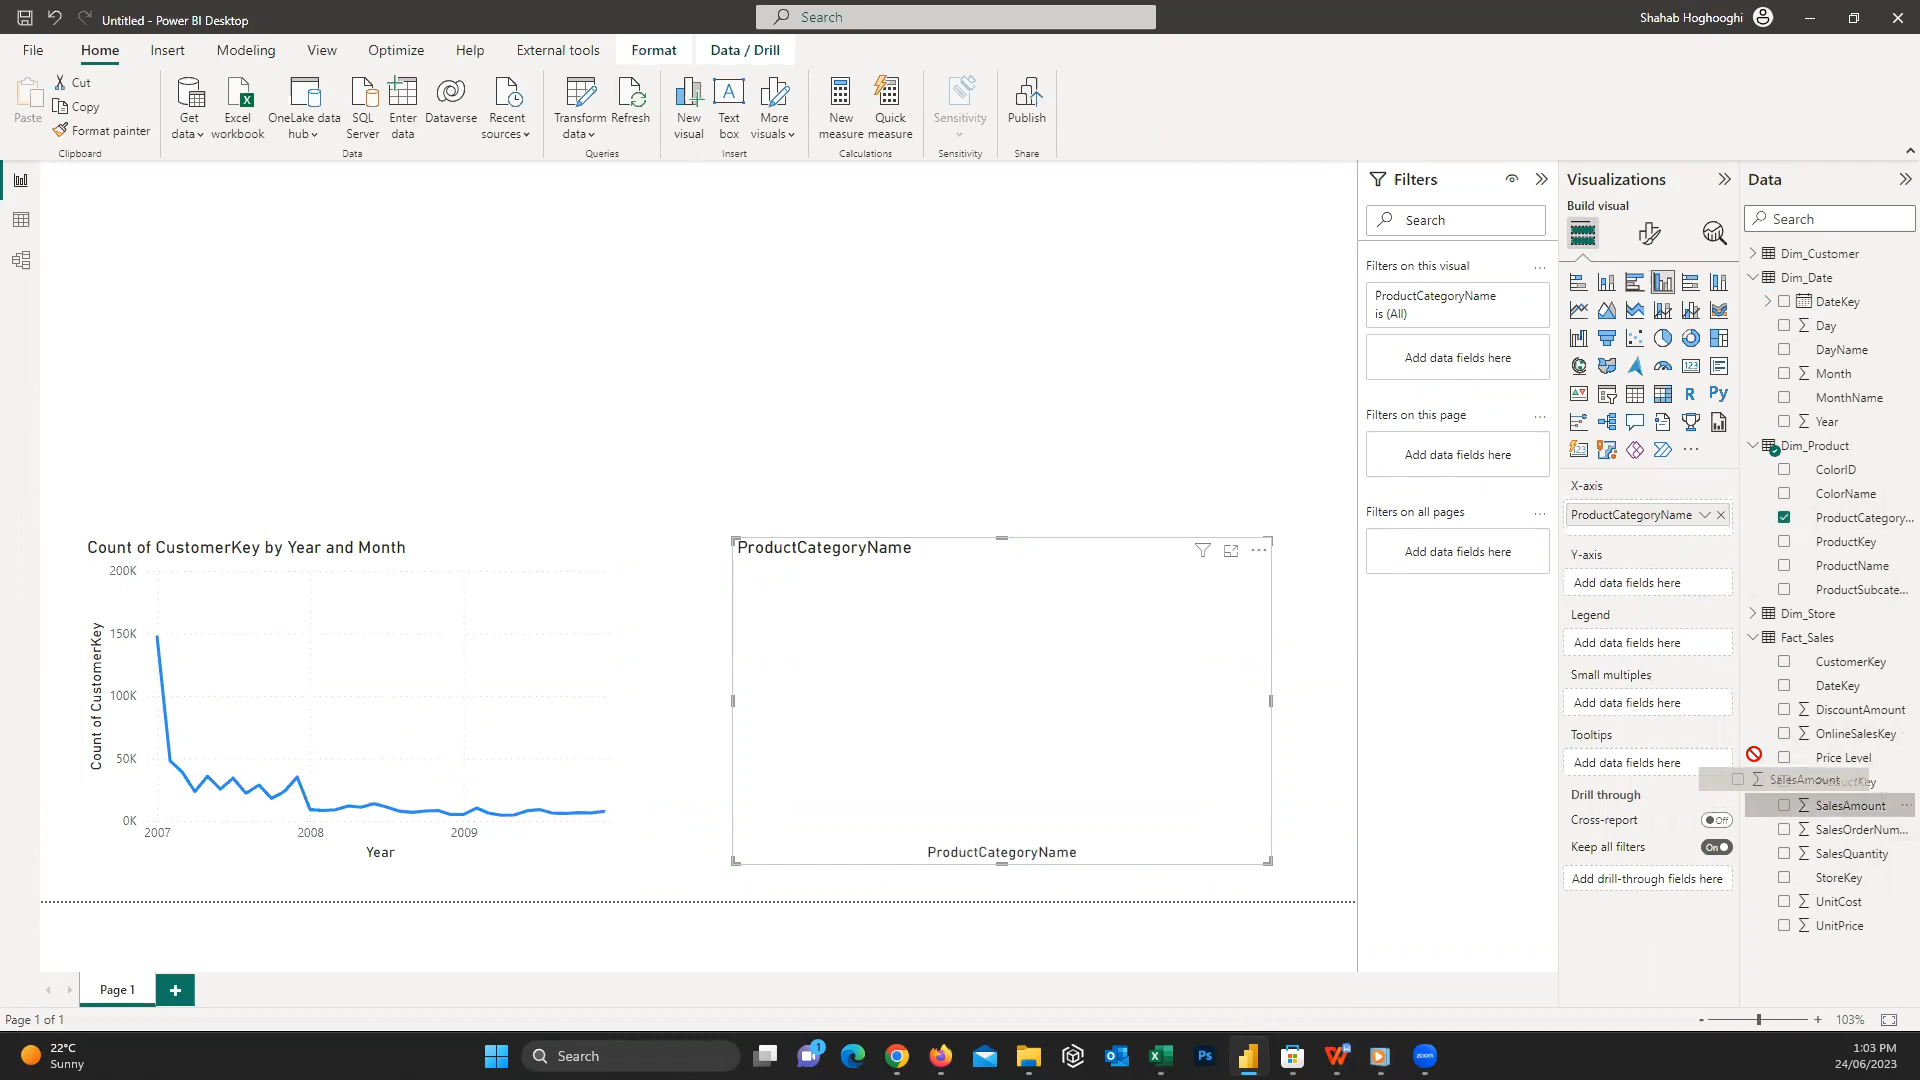 Untitled - Power BI Desktop
Search
Shahab Hoghooghi
File
Home
Insert
Modeling
View
Optimize
Help
External tools
Format
Data / Drill
Paste
Cut
Copy
Format painter
Clipboard
Get data
Excel workbook
OneLake data hub
SQL Server
Enter data
Dataverse
Recent sources
Data
Transform data
Refresh
Queries
New visual
Text box
More visuals
Insert
New measure
Quick measure
Calculations
Sensitivity
Sensitivity
Publish
Share
Count of CustomerKey by Year and Month
Count of CustomerKey
200K
150K
100K
50K
0K
2007
2008
2009
Year
ProductCategoryName
ProductCategoryName
Filters
Search
Filters on this visual
ProductCategoryName
is (All)
Add data fields here
Filters on this page
Add data fields here
Filters on all pages
Add data fields here
Visualizations
Build visual
123
R
Py
123
X-axis
ProductCategoryName
Y-axis
Add data fields here
Legend
Add data fields here
Small multiples
Add data fields here
Tooltips
Add data fields here
Drill through
Cross-report
Off
Keep all filters
On
Add drill-through fields here
Data
Search
Dim_Customer
Dim_Date
DateKey
Day
DayName
Month
MonthName
Year
Dim_Product
ColorID
ColorName
ProductCategory...
ProductKey
ProductName
ProductSubcate...
Dim_Store
Fact_Sales
CustomerKey
DateKey
DiscountAmount
OnlineSalesKey
Price Level
SalesAmount
SalesAmount
SalesOrderNum...
SalesQuantity
StoreKey
UnitCost
UnitPrice
Page 1
Page 1 of 1
103%
22°C
Sunny
Search
1
Ps
zoom
1:03 PM
24/06/2023